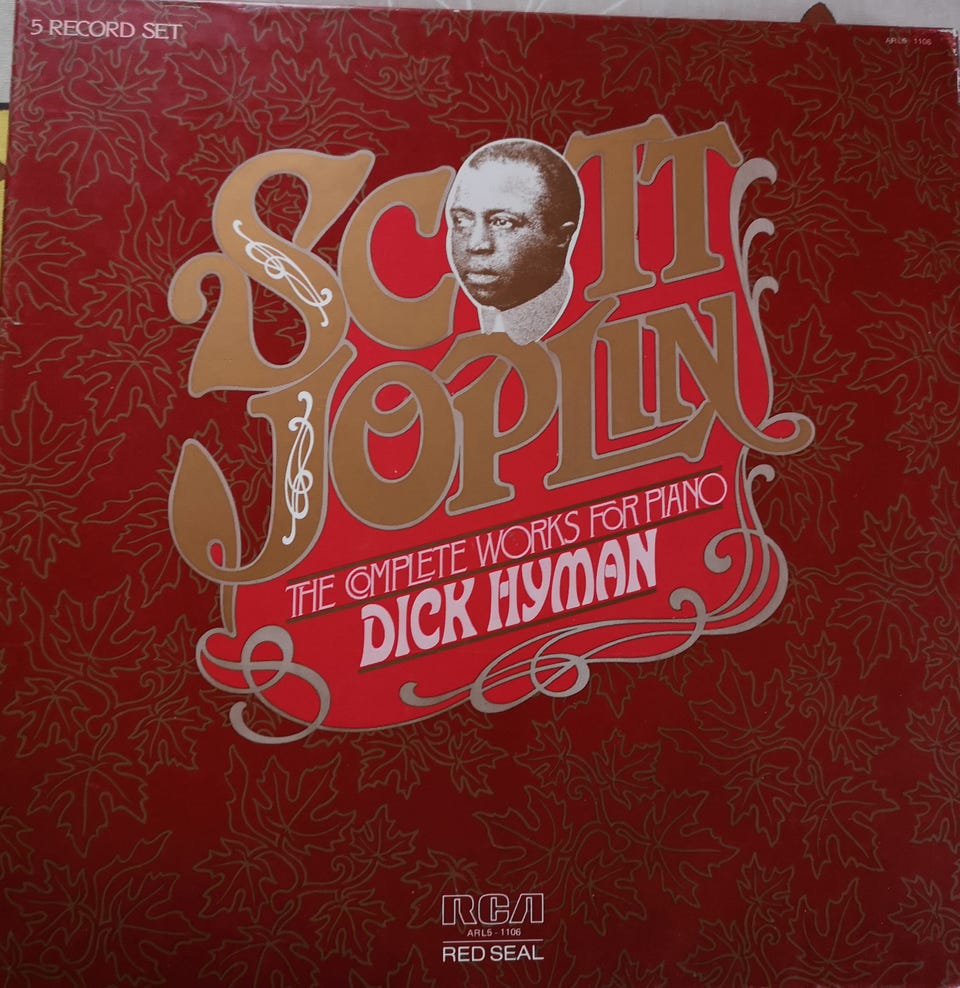 5 RECORD SET
ARL5 - 1106
SCOTT
JOPLIN
THE COMPLETE WORKS FOR PIANO
DICK HYMAN
RCA
ARL5 - 1106
RED SEAL